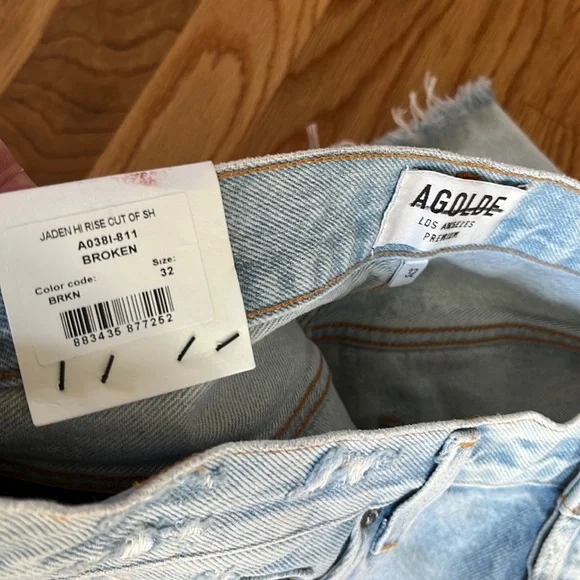 JADEN HI RISE CUT OF SH
A038I-811
BROKEN
Color code:
BRKN
Size:
32
883435 877252
AGOLDE
LOS ANGELES
PREMIUM
32